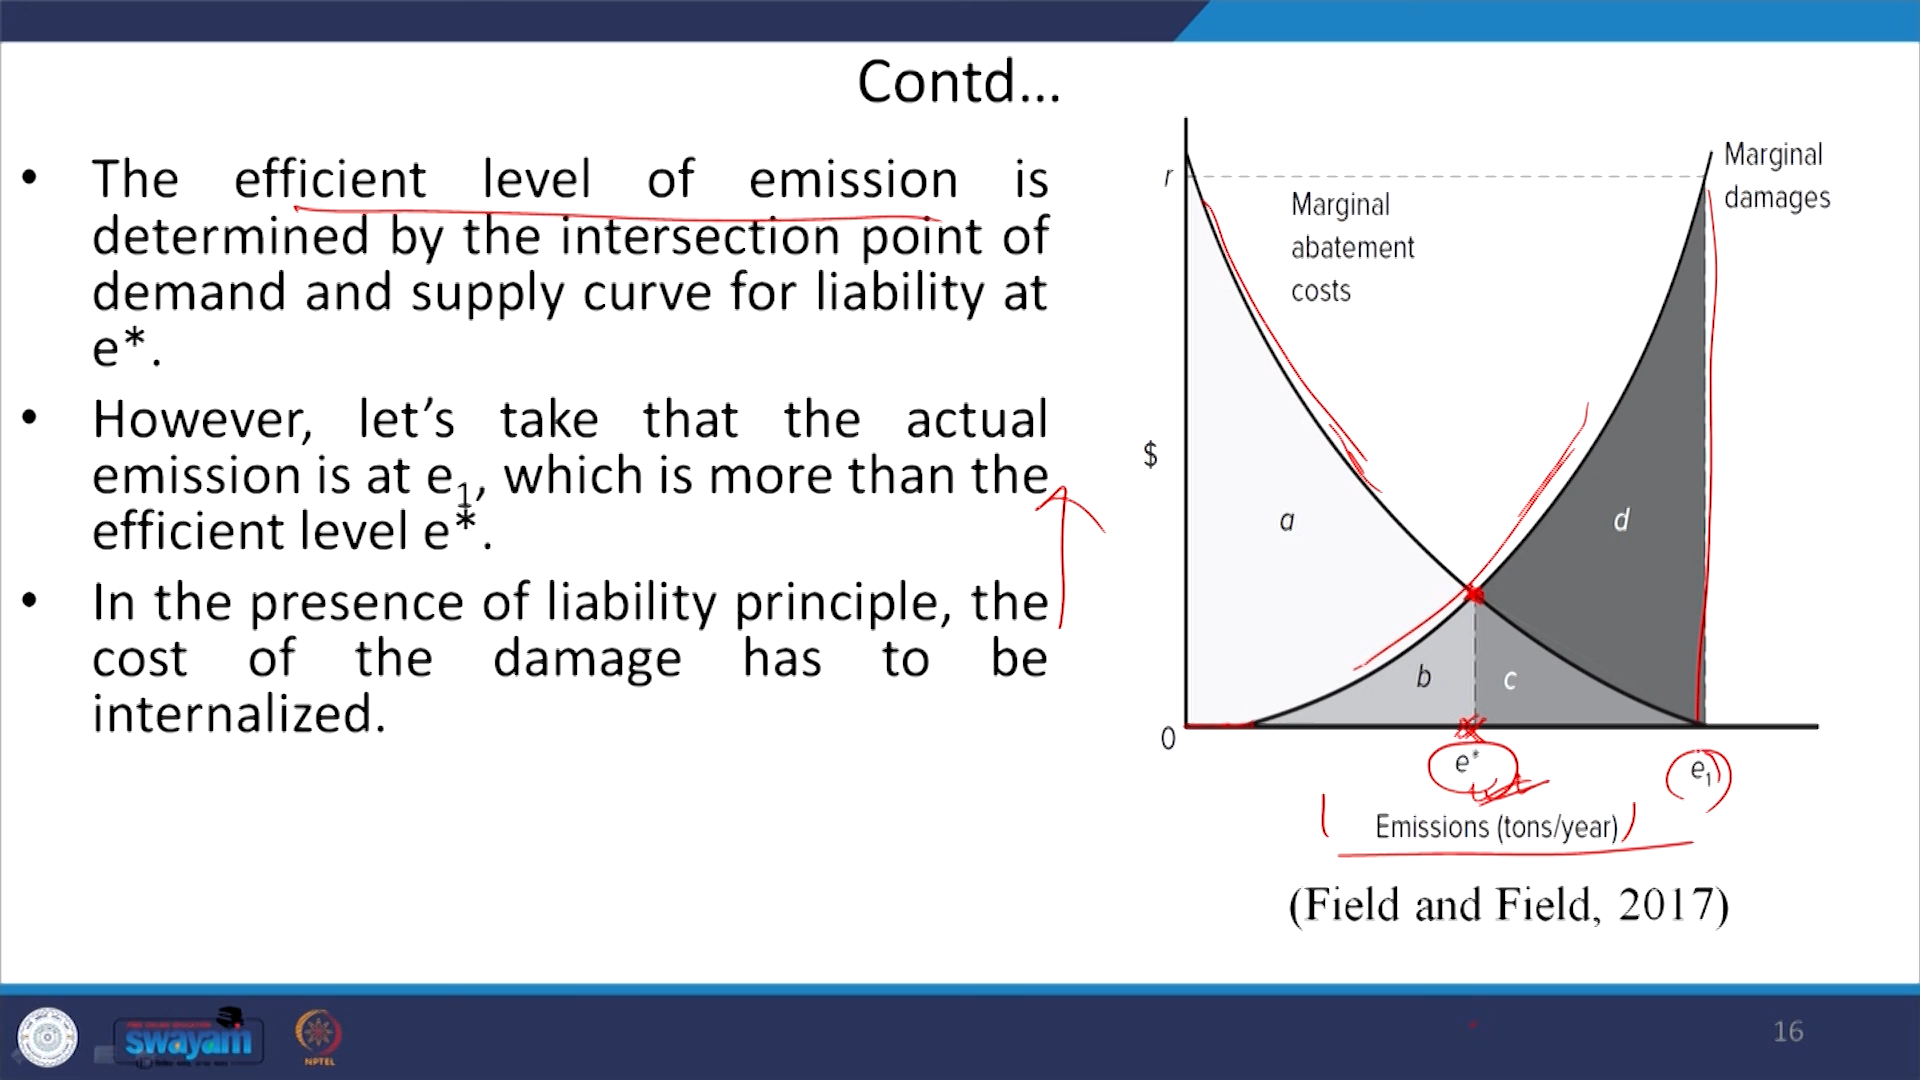 Contd...
• The efficient level of emission is
determined by the intersection point of
demand and supply curve for liability at
e*.
• However, let's take that the actual
emission is at e₁, which is more than the
efficient level e*.
• In the presence of liability principle, the
cost of the damage has to be
internalized.
Marginal
damages
r
Marginal
abatement
costs
$
a
d
b
c
0
e*
e₁
Emissions (tons/year)
(Field and Field, 2017)
swayam
NPTEL
16